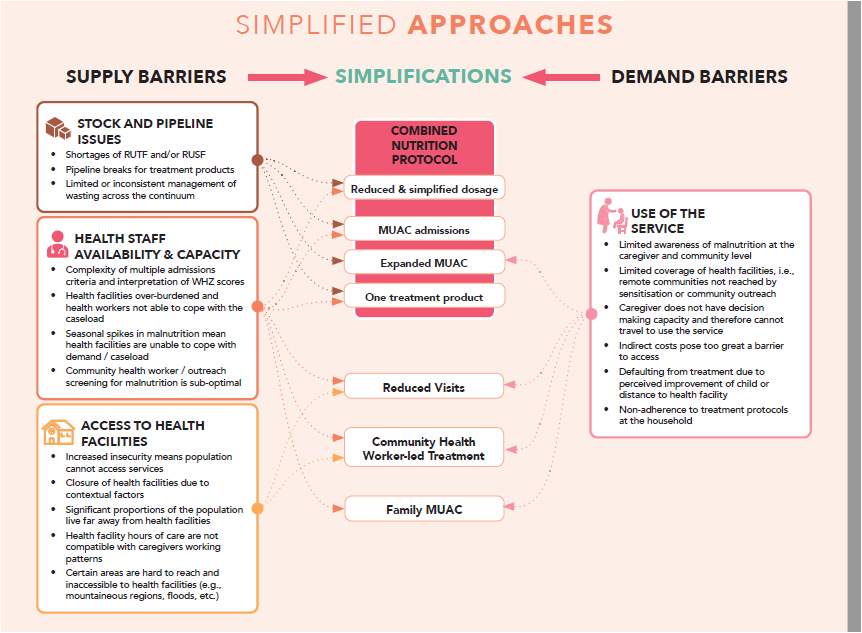 SIMPLIFIED APPROACHES
SUPPLY BARRIERS
SIMPLIFICATIONS
DEMAND BARRIERS
STOCK AND PIPELINE
ISSUES
• Shortages of RUTF and/or RUSF
• Pipeline breaks for treatment products
• Limited or inconsistent management of
wasting across the continuum
HEALTH STAFF
AVAILABILITY & CAPACITY
• Complexity of multiple admissions
criteria and interpretation of WHZ scores
• Health facilities over-burdened and
health workers not able to cope with the
caseload
• Seasonal spikes in malnutrition mean
health facilities are unable to cope with
demand / caseload
• Community health worker / outreach
screening for malnutrition is sub-optimal
ACCESS TO HEALTH
FACILITIES
• Increased insecurity means population
cannot access services
• Closure of health facilities due to
contextual factors
• Significant proportions of the population
live far away from health facilities
• Health facility hours of care are not
compatible with caregivers working
patterns
• Certain areas are hard to reach and
inaccessible to health facilities (e.g.,
mountaineous regions, floods, etc.)
COMBINED
NUTRITION
PROTOCOL
Reduced & simplified dosage
MUAC admissions
Expanded MUAC
One treatment product
Reduced Visits
Community Health
Worker-led Treatment
Family MUAC
USE OF THE
SERVICE
• Limited awareness of malnutrition at the
caregiver and community level
• Limited coverage of health facilities, i.e.,
remote communities not reached by
sensitisation or community outreach
• Caregiver does not have decision
making capacity and therefore cannot
travel to use the service
• Indirect costs pose too great a barrier
to access
• Defaulting from treatment due to
perceived improvement of child or
distance to health facility
• Non-adherence to treatment protocols
at the household